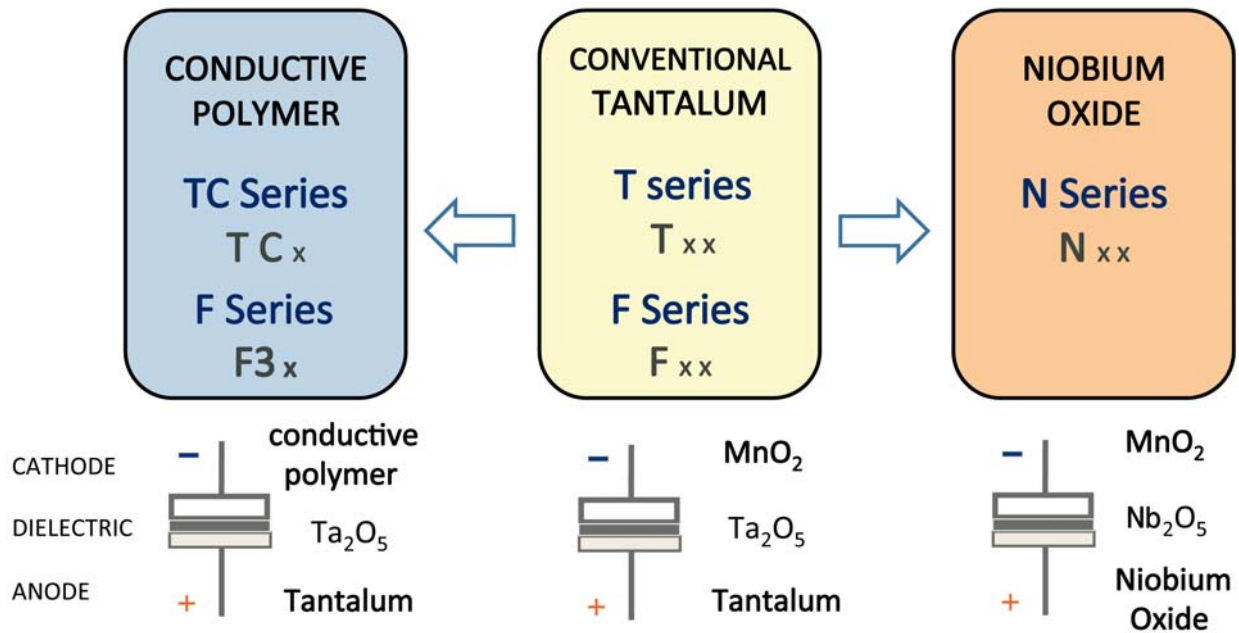 CONDUCTIVE
POLYMER
TC Series
T C x
F Series
F3 x
CONVENTIONAL
TANTALUM
T series
T x x
F Series
F x x
NIOBIUM
OXIDE
N Series
N x x
CATHODE
DIELECTRIC
ANODE
−
conductive
polymer
Ta₂O₅
+
Tantalum
−
MnO₂
Ta₂O₅
+
Tantalum
−
MnO₂
Nb₂O₅
+
Niobium
Oxide